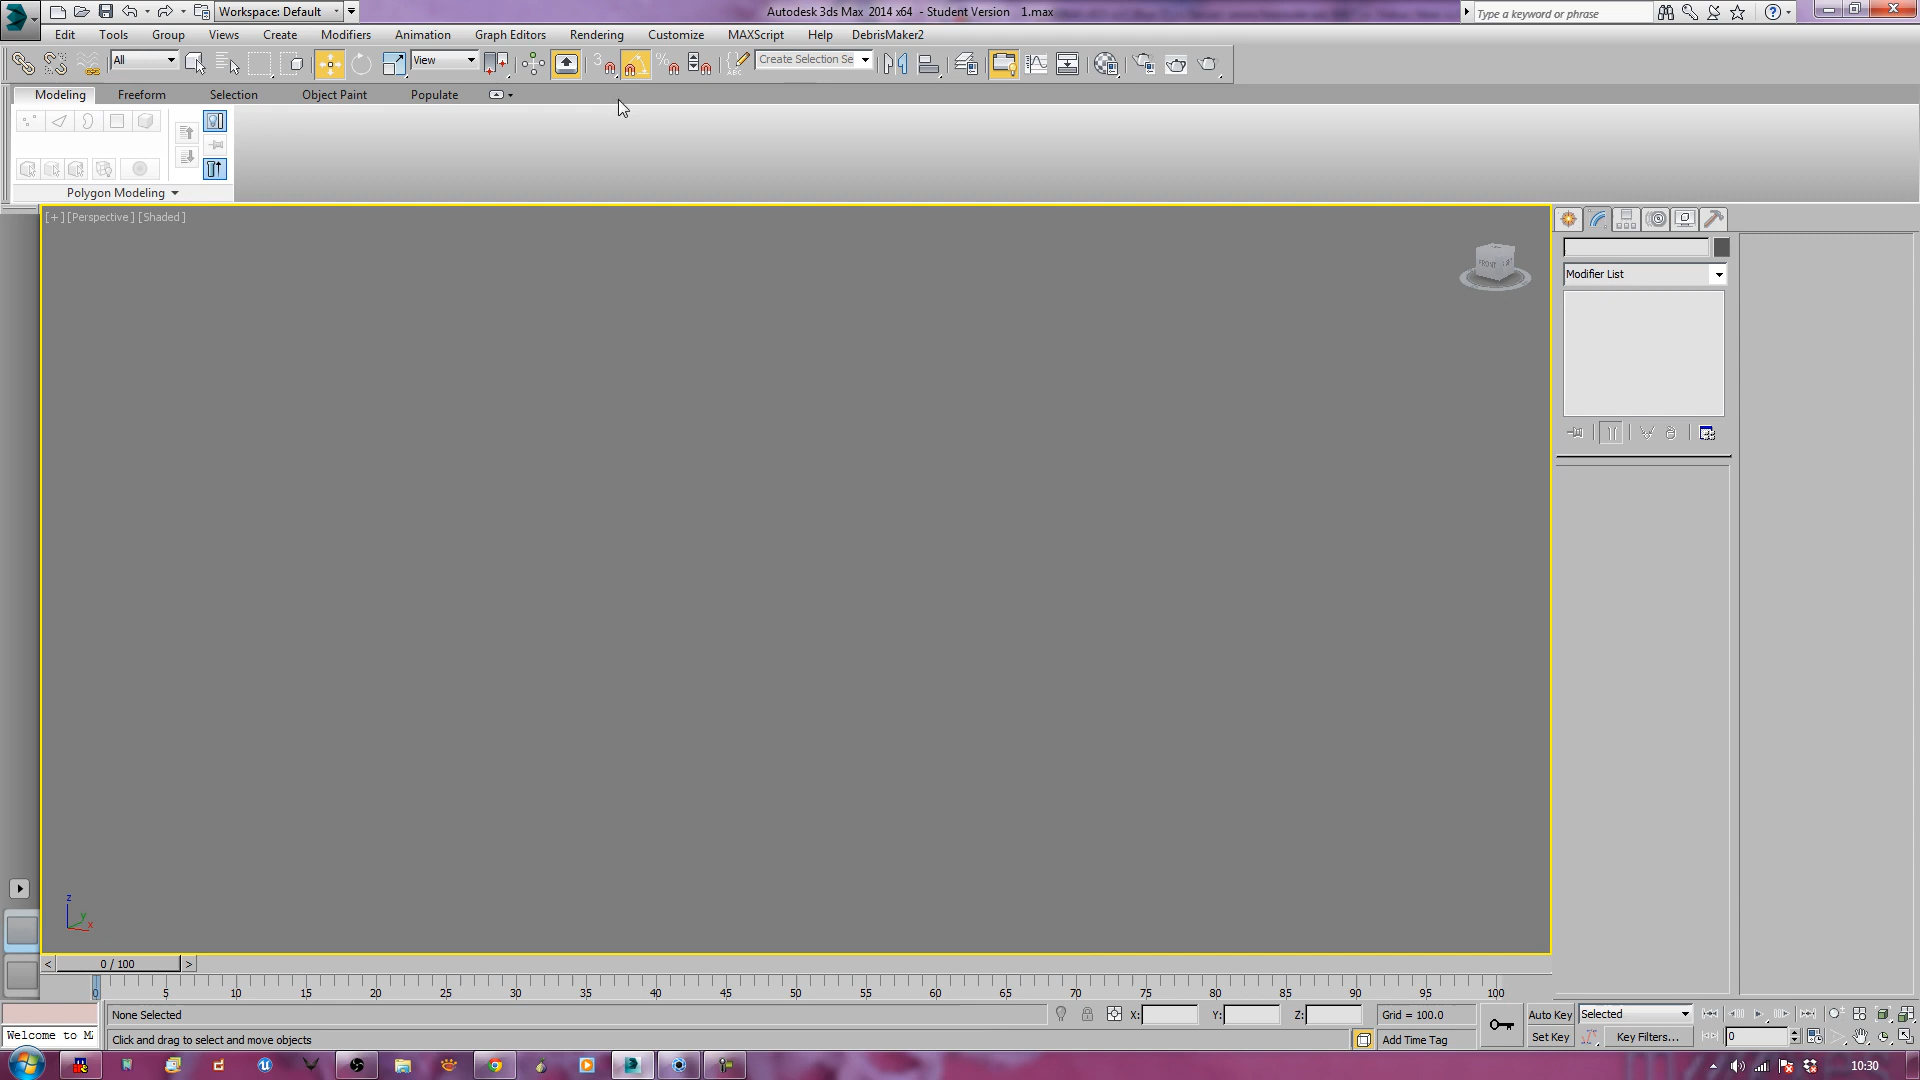 Workspace: Default
Autodesk 3ds Max 2014 x64 - Student Version 1.max
Type a keyword or phrase
Edit Tools Group Views Create Modifiers Animation Graph Editors Rendering Customize MAXScript Help DebrisMaker2
All View 3 % ABC Create Selection Se
Modeling Freeform Selection Object Paint Populate
Polygon Modeling
[+] [Perspective] [Shaded]
FRONT
Modifier List
z
y
x
< 0 / 100 >
0 5 10 15 20 25 30 35 40 45 50 55 60 65 70 75 80 85 90 95 100
None Selected X: Y: Z: Grid = 100.0 Auto Key Selected
Welcome to M
Click and drag to select and move objects Add Time Tag Set Key Key Filters... 0
10:30